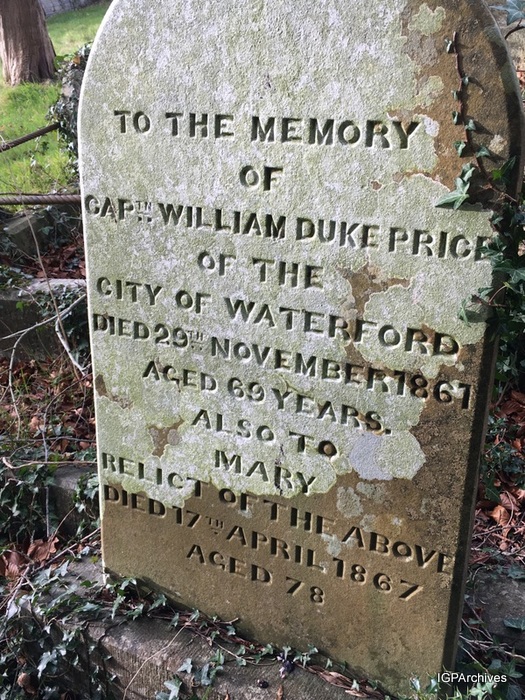 TO THE MEMORY
OF
CAPTN WILLIAM DUKE PRICE
OF THE
CITY OF WATERFORD
DIED 29TH NOVEMBER 1861
AGED 69 YEARS.
ALSO TO
MARY
RELICT OF THE ABOVE
DIED 17TH APRIL 1867
AGED 78
IGPArchives